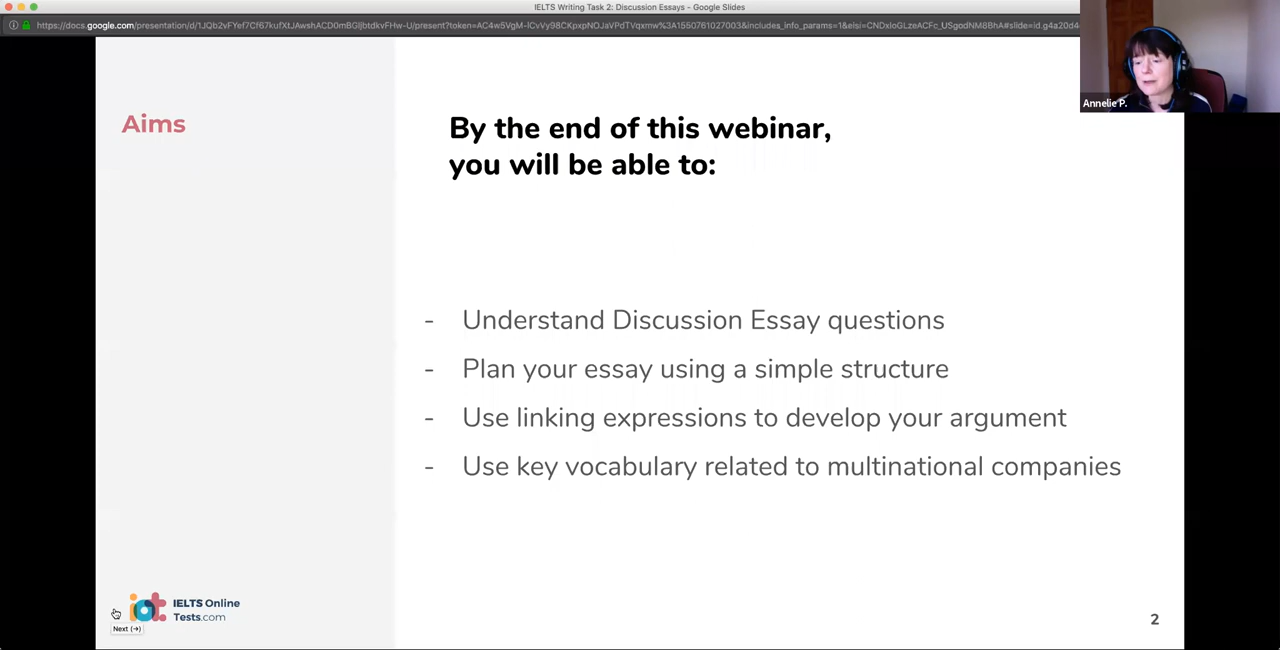 IELTS Writing Task 2: Discussion Essays - Google Slides
Annelie P.
Aims
By the end of this webinar,
you will be able to:
- Understand Discussion Essay questions
- Plan your essay using a simple structure
- Use linking expressions to develop your argument
- Use key vocabulary related to multinational companies
iot
IELTS Online
Tests.com
Next (→)
2